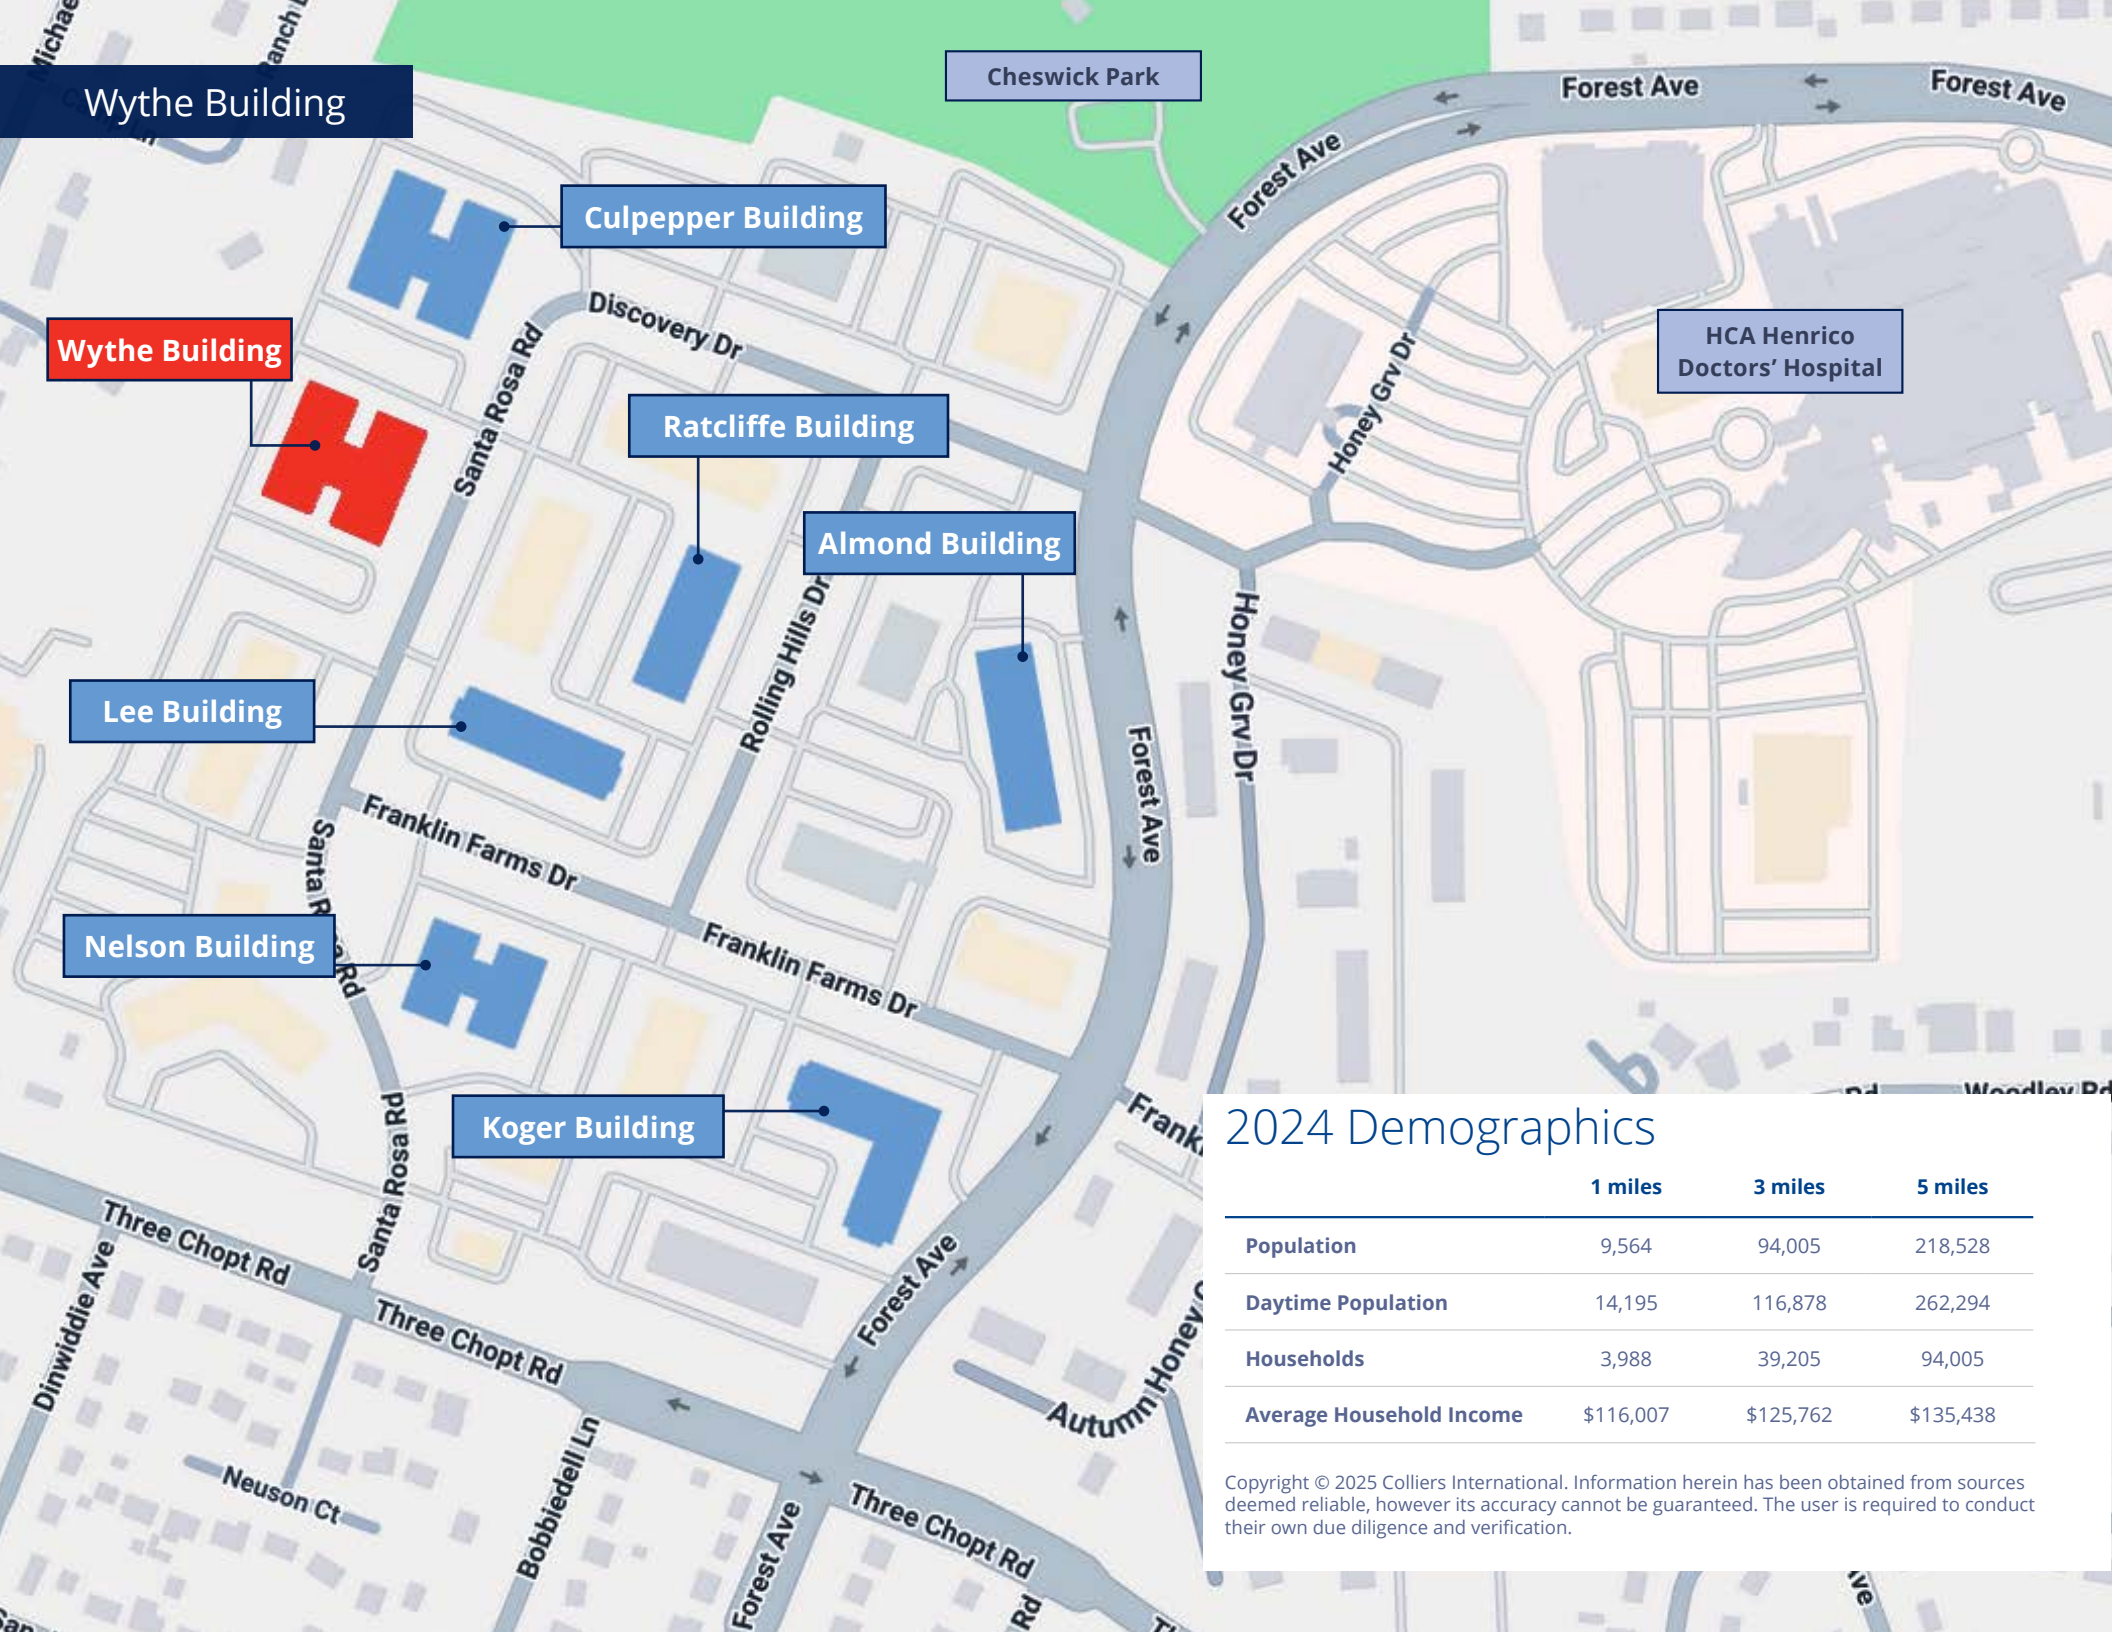 Michae
Ranch
Wythe Building
Cheswick Park
Forest Ave
Forest Ave
Forest Ave
Culpepper Building
Discovery Dr
Wythe Building
Santa Rosa Rd
HCA Henrico
Doctors’ Hospital
Honey Grv Dr
Ratcliffe Building
Almond Building
Rolling Hills Dr
Honey Grv Dr
Lee Building
Forest Ave
Franklin Farms Dr
Nelson Building
Franklin Farms Dr
Koger Building
Santa Rosa Rd
Woodley Rd
Three Chopt Rd
Forest Ave
Dinwiddie Ave
Three Chopt Rd
Autumn Honey
Neuson Ct
Bobbiedell Ln
Forest Ave
Three Chopt Rd
Rd
2024 Demographics
1 miles 3 miles 5 miles
Population 9,564 94,005 218,528
Daytime Population 14,195 116,878 262,294
Households 3,988 39,205 94,005
Average Household Income $116,007 $125,762 $135,438
Copyright © 2025 Colliers International. Information herein has been obtained from sources
deemed reliable, however its accuracy cannot be guaranteed. The user is required to conduct
their own due diligence and verification.